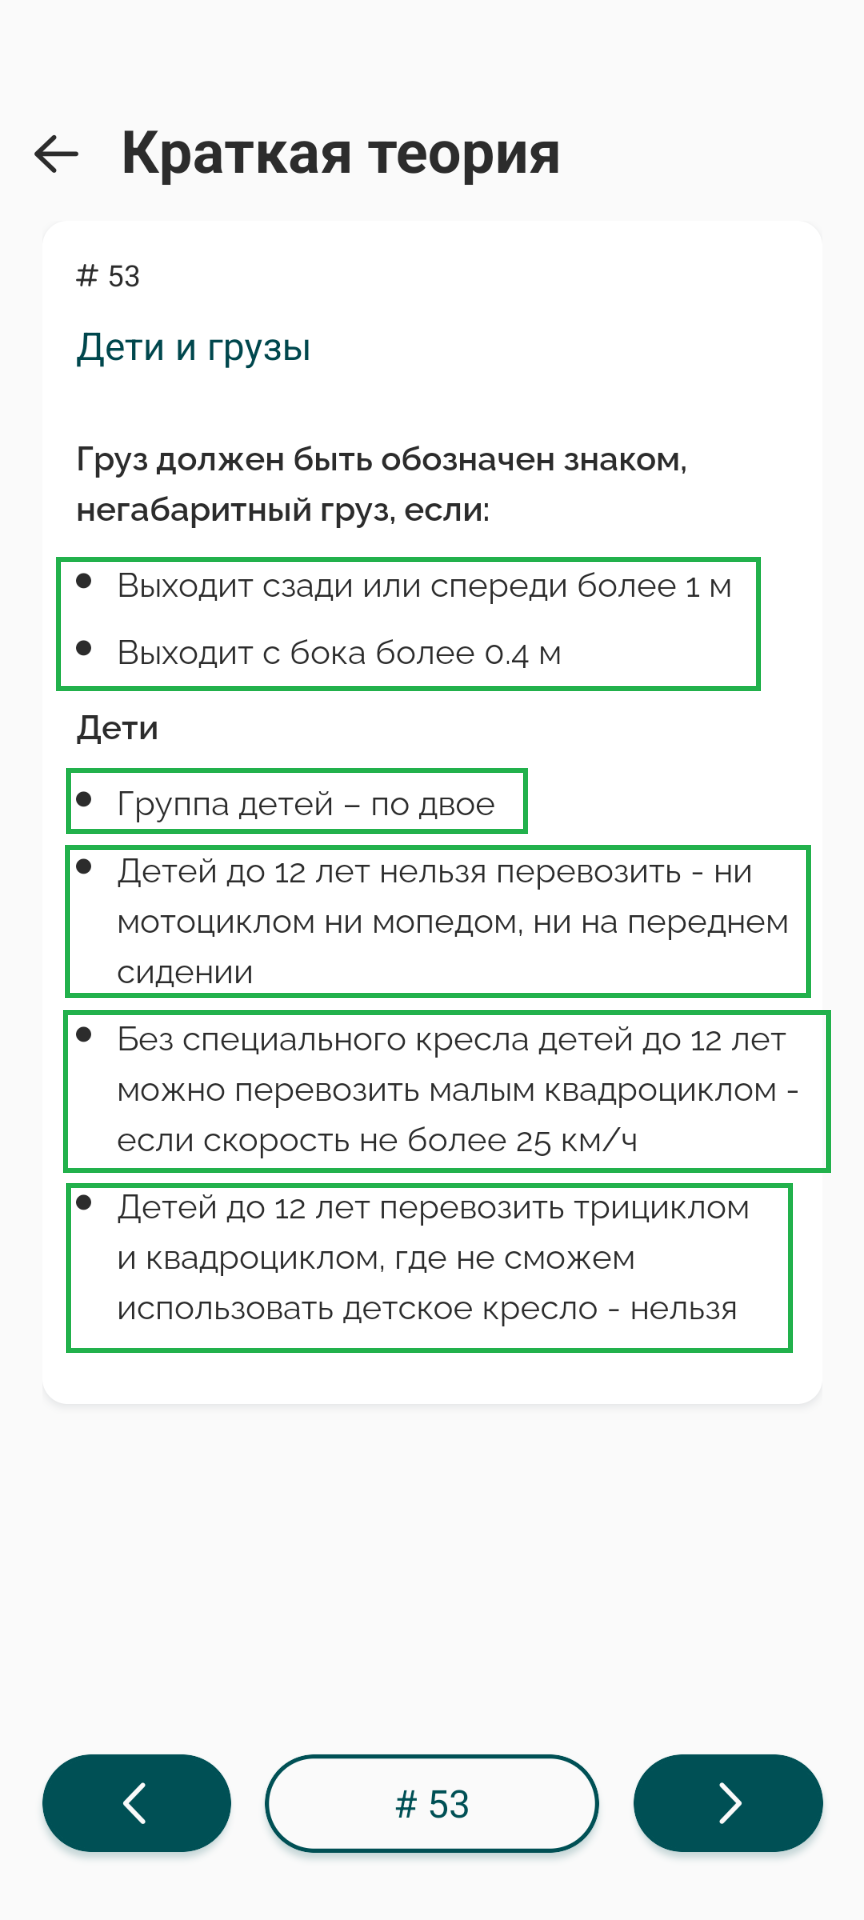 Краткая теория
# 53
Дети и грузы
Груз должен быть обозначен знаком,
негабаритный груз, если:
• Выходит сзади или спереди более 1 м
• Выходит с бока более 0.4 м
Дети
• Группа детей – по двое
• Детей до 12 лет нельзя перевозить - ни
мотоциклом ни мопедом, ни на переднем
сидении
• Без специального кресла детей до 12 лет
можно перевозить малым квадроциклом -
если скорость не более 25 км/ч
• Детей до 12 лет перевозить трициклом
и квадроциклом, где не сможем
использовать детское кресло - нельзя
# 53